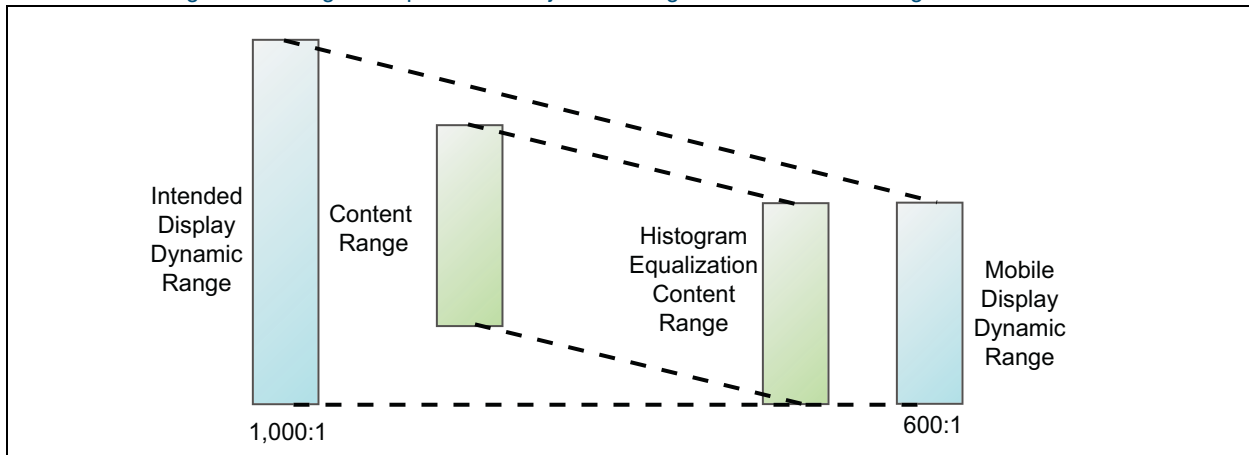 Intended
Display
Dynamic
Range
Content
Range
Histogram
Equalization
Content
Range
Mobile
Display
Dynamic
Range
1,000:1
600:1